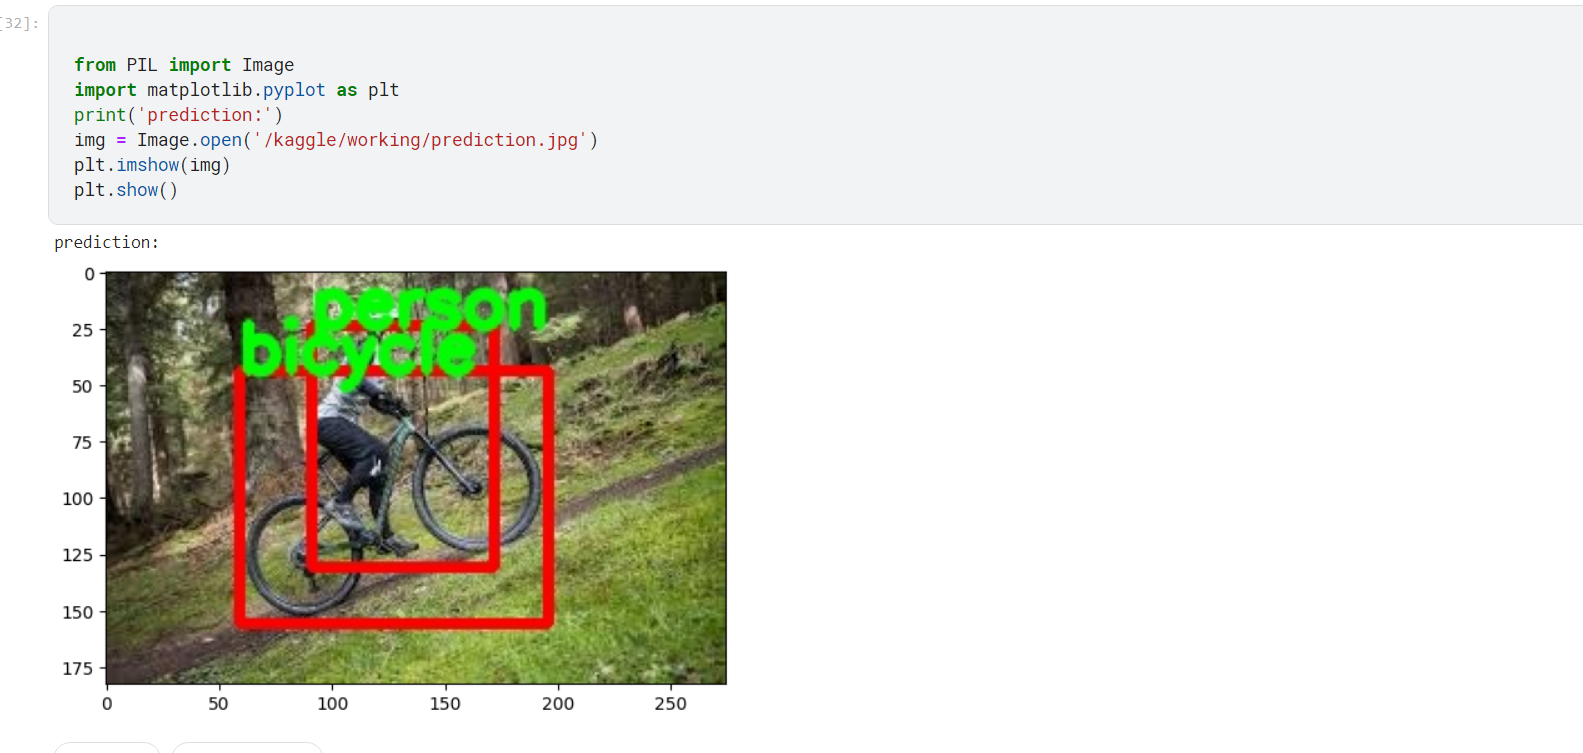 [32]:
from PIL import Image
import matplotlib.pyplot as plt
print('prediction:')
img = Image.open('/kaggle/working/prediction.jpg')
plt.imshow(img)
plt.show()
prediction:
0
25
50
75
100
125
150
175
person
bicycle
0 50 100 150 200 250